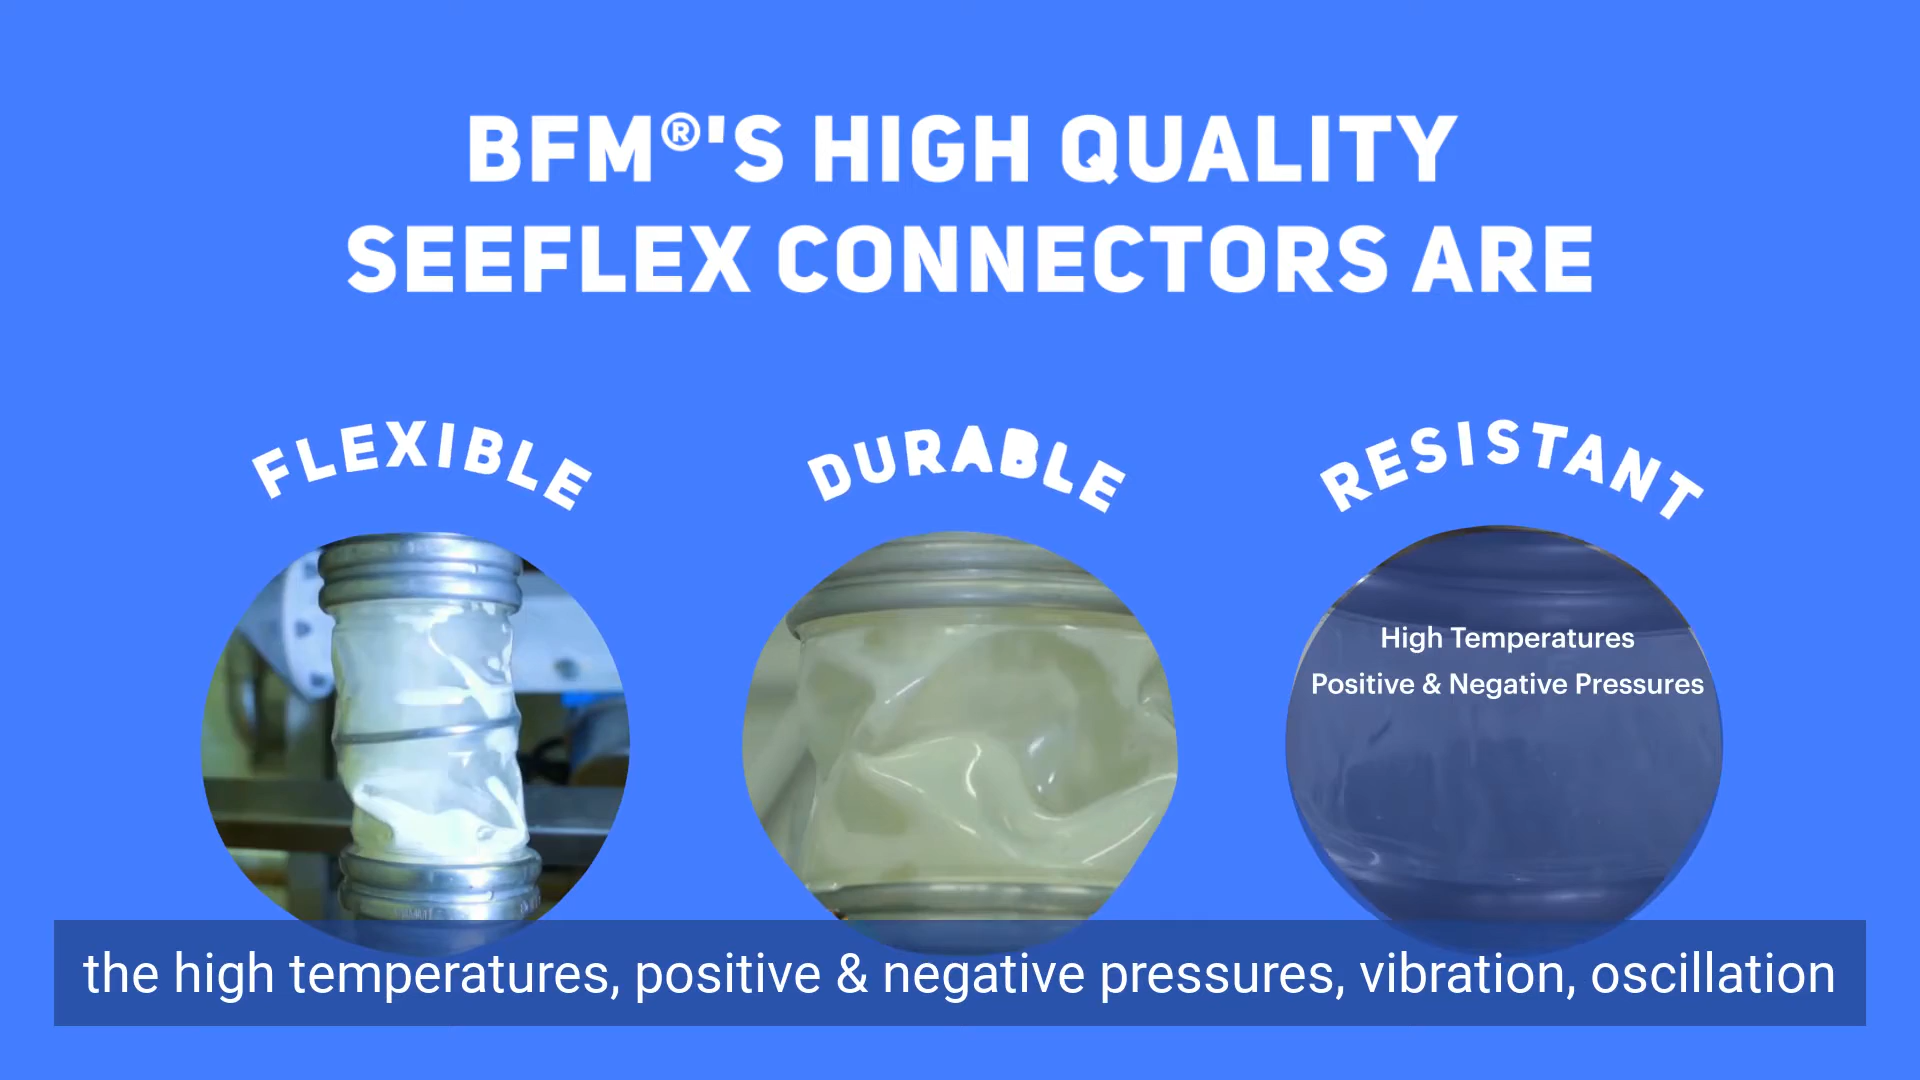 BFM®'S HIGH QUALITY
SEEFLEX CONNECTORS ARE
FLEXIBLE
DURABLE
RESISTANT
High Temperatures
Positive & Negative Pressures
the high temperatures, positive & negative pressures, vibration, oscillation